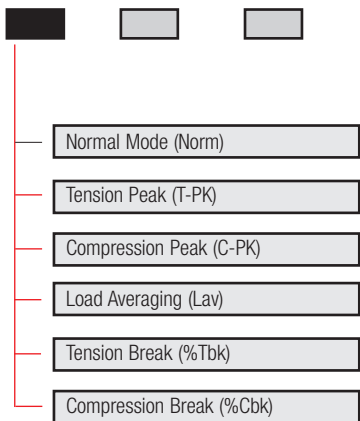 Normal Mode (Norm)
Tension Peak (T-PK)
Compression Peak (C-PK)
Load Averaging (Lav)
Tension Break (%Tbk)
Compression Break (%Cbk)